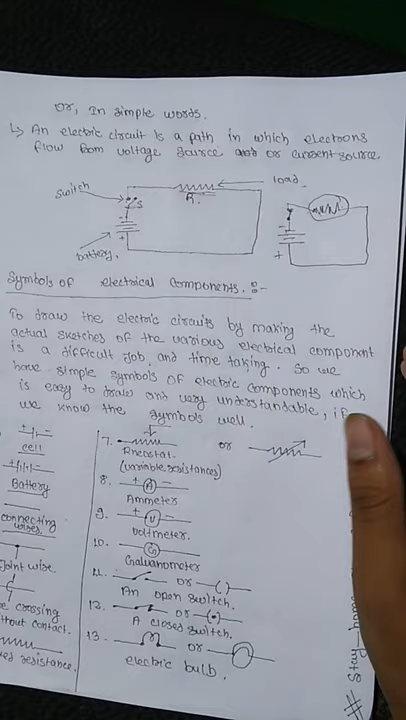 Or, In simple words.
↳ An electric circuit is a path in which electrons
flow from voltage source or current source
switch
S
R.
load.
battery.
Symbols of electrical components. :-
To draw the electric circuits by making the
actual sketches of the various electrical component
is a difficult job, and time taking. So we
have simple symbols of electric components which
is easy to draw and very understandable, if
we know the symbols well.
cell
Battery
connecting
wires
Joint wire.
crossing
without contact.
resistance.
7. or
Rheostat.
(variable resistances)
8. + A -
Ammeter
9. + V -
Voltmeter.
10. G
Galvanometer
11. or
An open switch.
12. or
A closed switch.
13. or
electric bulb.
# Stay home